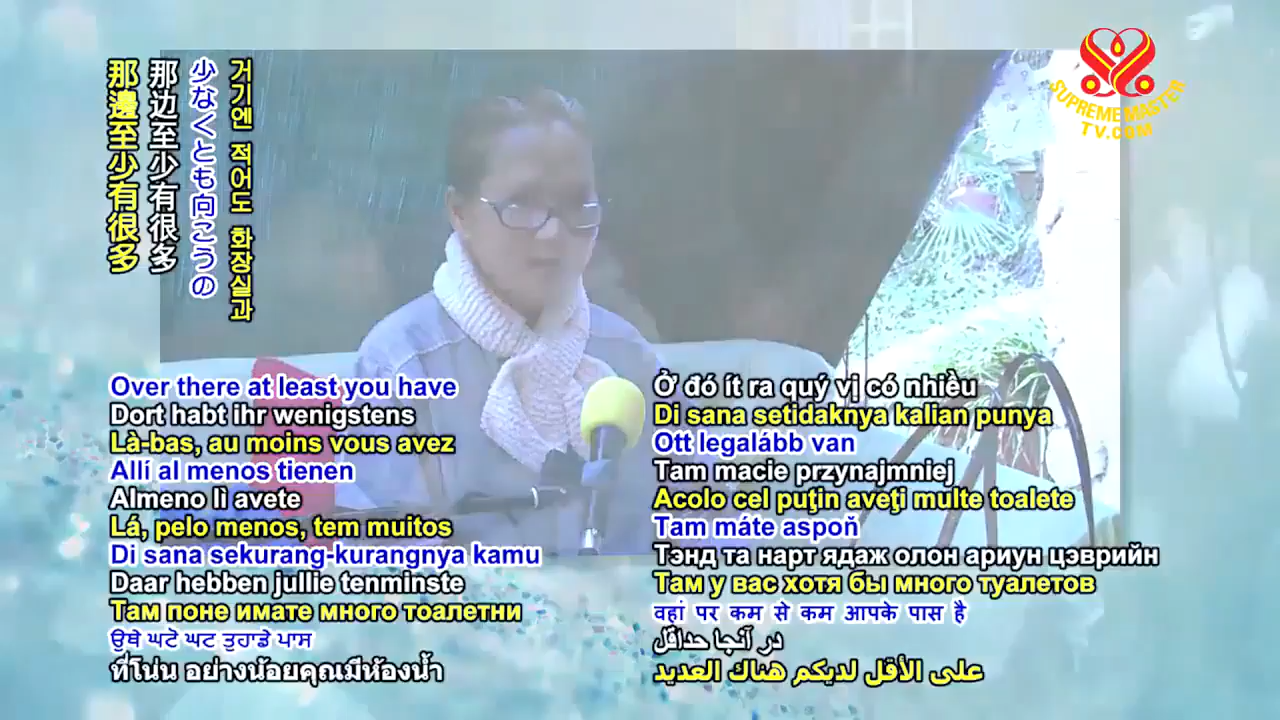 SUPREME MASTER
TV.COM
那邊至少有很多
那边至少有很多
少なくとも向こうの
거기엔 적어도 화장실과
Over there at least you have
Dort habt ihr wenigstens
Là-bas, au moins vous avez
Allí al menos tienen
Almeno lì avete
Lá, pelo menos, tem muitos
Di sana sekurang-kurangnya kamu
Daar hebben jullie tenminste
Там поне имате много тоалетни
ਉਥੇ ਘਟੋ ਘਟ ਤੁਹਾਡੇ ਪਾਸ
ที่โน่น อย่างน้อยคุณมีห้องน้ำ
Ở đó ít ra quý vị có nhiều
Di sana setidaknya kalian punya
Ott legalább van
Tam macie przynajmniej
Acolo cel puţin aveţi multe toalete
Tam máte aspoň
Тэнд та нарт ядаж олон ариун цэврийн
Там у вас хотя бы много туалетов
वहां पर कम से कम आपके पास है
در آنجا حداقل
على الأقل لديكم هناك العديد